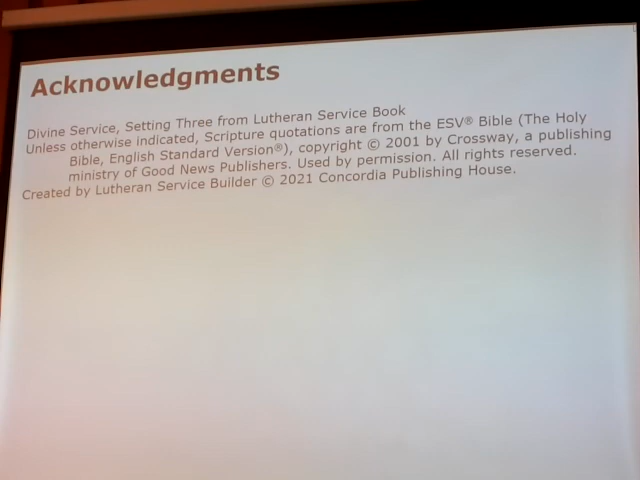 Acknowledgments
Divine Service, Setting Three from Lutheran Service Book
Unless otherwise indicated, Scripture quotations are from the ESV® Bible (The Holy
Bible, English Standard Version®), copyright © 2001 by Crossway, a publishing
ministry of Good News Publishers. Used by permission. All rights reserved.
Created by Lutheran Service Builder © 2021 Concordia Publishing House.